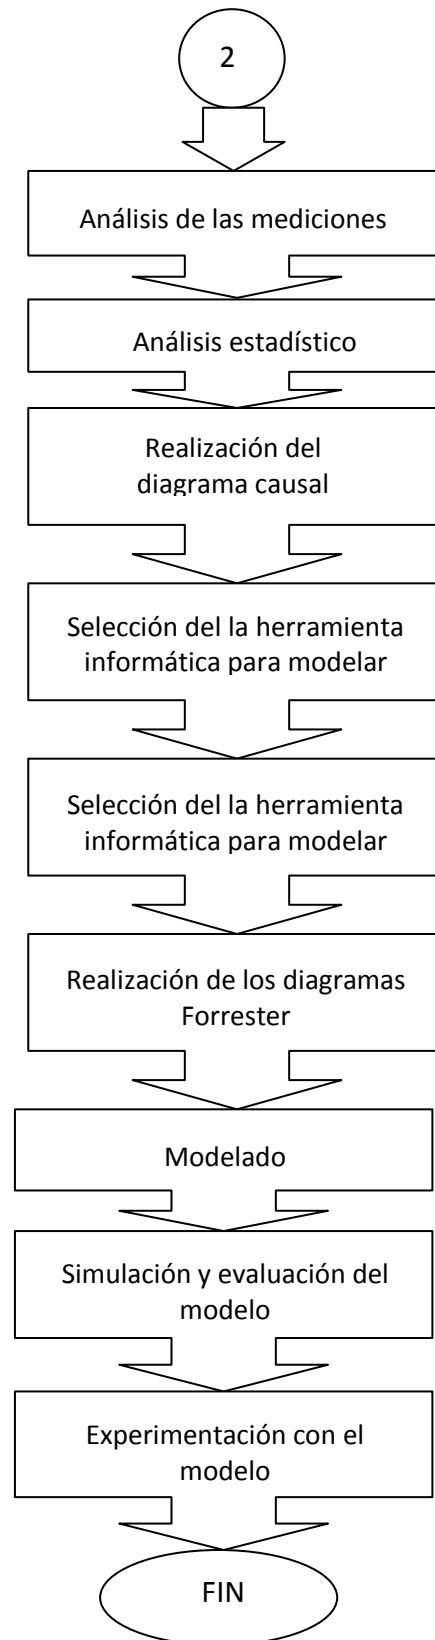 2
Análisis de las mediciones
Análisis estadístico
Realización del
diagrama causal
Selección del la herramienta
informática para modelar
Selección del la herramienta
informática para modelar
Realización de los diagramas
Forrester
Modelado
Simulación y evaluación del
modelo
Experimentación con el
modelo
FIN